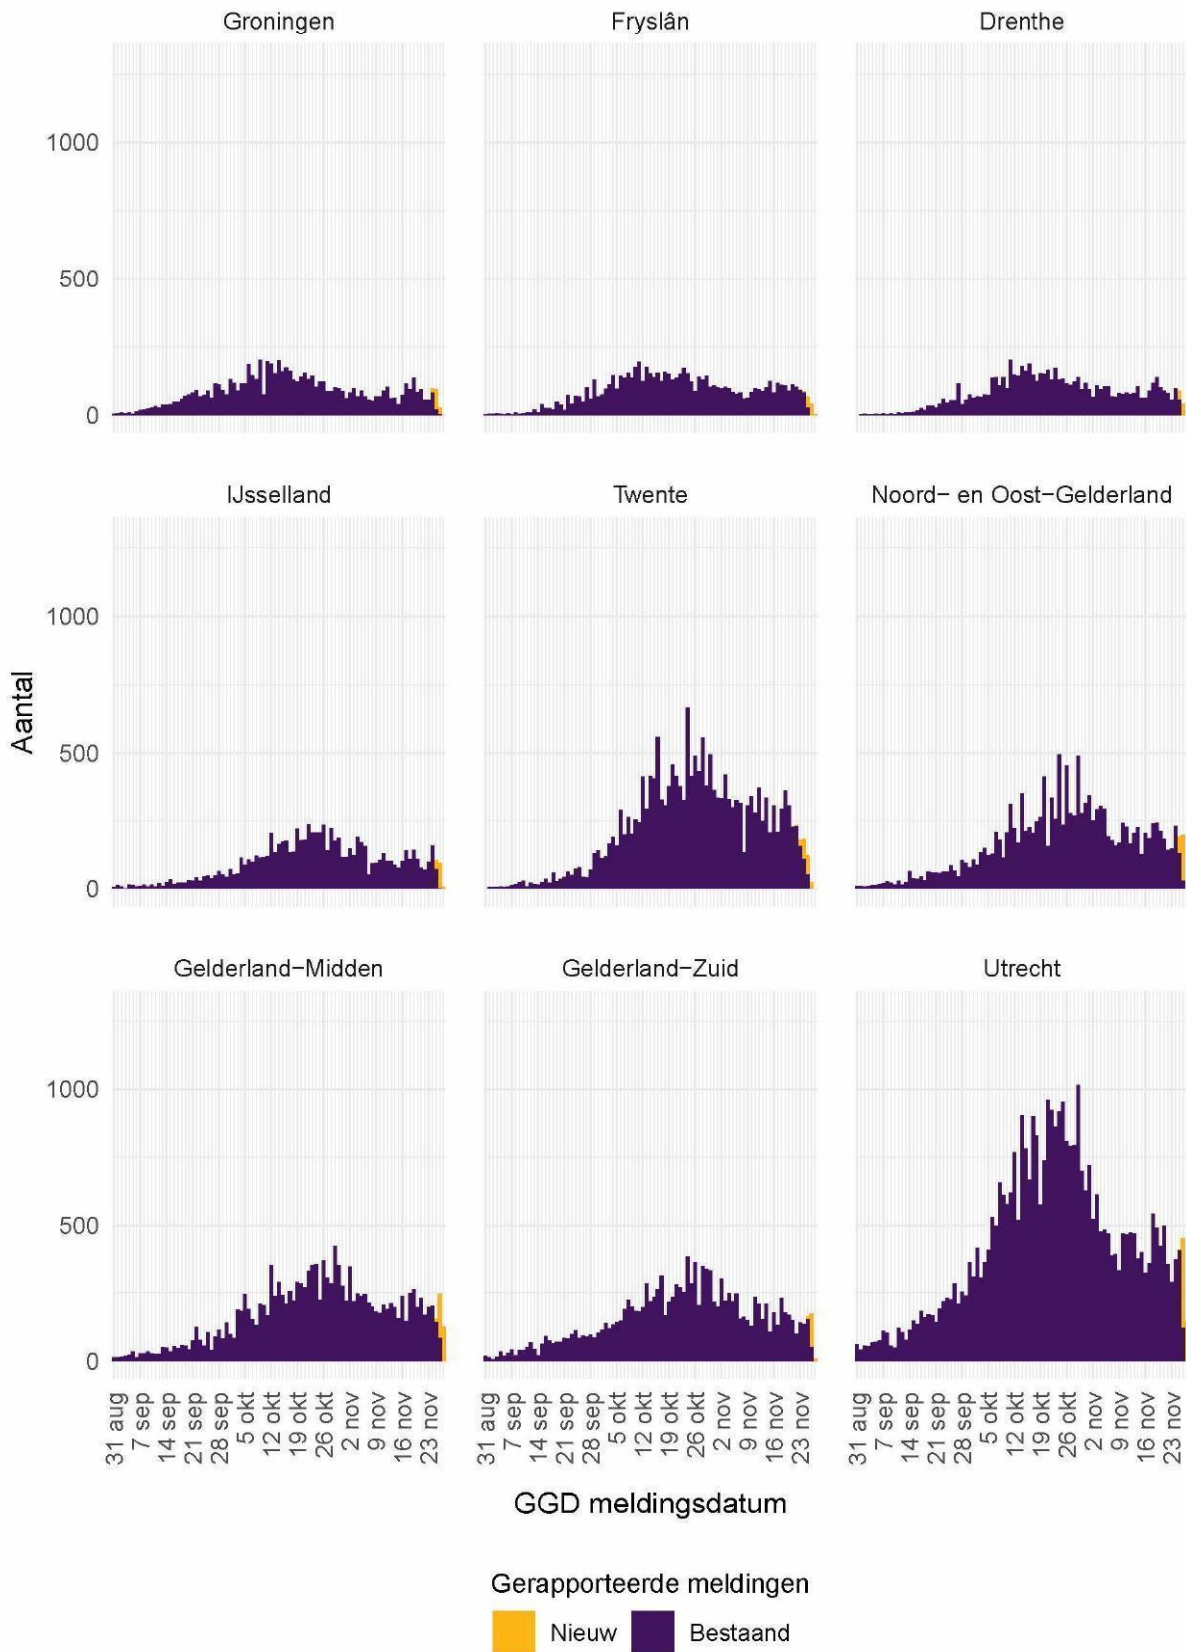 Groningen
Fryslân
Drenthe
1000
500
0
IJsselland
Twente
Noord- en Oost-Gelderland
1000
500
0
Aantal
Gelderland-Midden
Gelderland-Zuid
Utrecht
1000
500
0
31 aug
7 sep
14 sep
21 sep
28 sep
5 okt
12 okt
19 okt
26 okt
2 nov
9 nov
16 nov
23 nov
31 aug
7 sep
14 sep
21 sep
28 sep
5 okt
12 okt
19 okt
26 okt
2 nov
9 nov
16 nov
23 nov
31 aug
7 sep
14 sep
21 sep
28 sep
5 okt
12 okt
19 okt
26 okt
2 nov
9 nov
16 nov
23 nov
GGD meldingsdatum
Gerapporteerde meldingen
Nieuw Bestaand